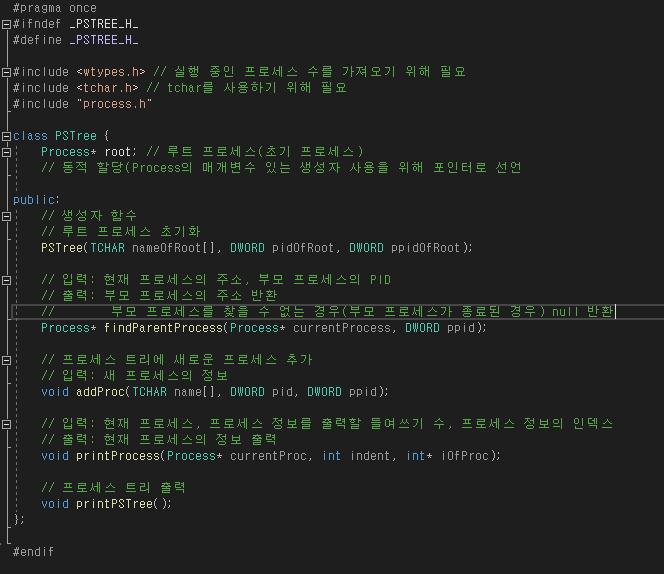 #pragma once
#ifndef _PSTREE_H_
#define _PSTREE_H_
#include <wtypes.h> // 실행 중인 프로세스 수를 가져오기 위해 필요
#include <tchar.h> // tchar를 사용하기 위해 필요
#include "process.h"
class PSTree {
Process* root; // 루트 프로세스(초기 프로세스)
// 동적 할당(Process의 매개변수 있는 생성자 사용을 위해 포인터로 선언
public:
// 생성자 함수
// 루트 프로세스 초기화
PSTree(TCHAR nameOfRoot[], DWORD pidOfRoot, DWORD ppidOfRoot);
// 입력: 현재 프로세스의 주소, 부모 프로세스의 PID
// 출력: 부모 프로세스의 주소 반환
// 부모 프로세스를 찾을 수 없는 경우(부모 프로세스가 종료된 경우) null 반환
Process* findParentProcess(Process* currentProcess, DWORD ppid);
// 프로세스 트리에 새로운 프로세스 추가
// 입력: 새 프로세스의 정보
void addProc(TCHAR name[], DWORD pid, DWORD ppid);
// 입력: 현재 프로세스, 프로세스 정보를 출력할 들여쓰기 수, 프로세스 정보의 인덱스
// 출력: 현재 프로세스의 정보 출력
void printProcess(Process* currentProc, int indent, int* iOfProc);
// 프로세스 트리 출력
void printPSTree();
};
#endif